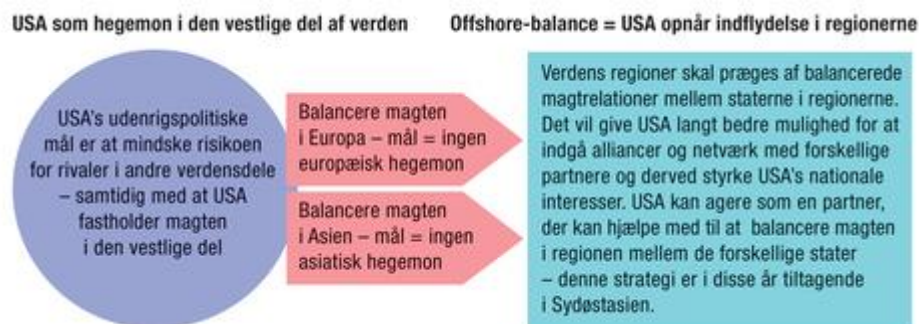 USA som hegemon i den vestlige del af verden
Offshore-balance = USA opnår indflydelse i regionerne
USA's udenrigspolitiske
mål er at mindske risikoen
for rivaler i andre verdensdele
– samtidig med at USA
fastholder magten
i den vestlige del
Balancere magten
i Europa – mål = ingen
europæisk hegemon
Balancere magten
i Asien – mål = ingen
asiatisk hegemon
Verdens regioner skal præges af balancerede
magtrelationer mellem staterne i regionerne.
Det vil give USA langt bedre mulighed for at
indgå alliancer og netværk med forskellige
partnere og derved styrke USA's nationale
interesser. USA kan agere som en partner,
der kan hjælpe med til at balancere magten
i regionen mellem de forskellige stater
– denne strategi er i disse år tiltagende
i Sydøstasien.